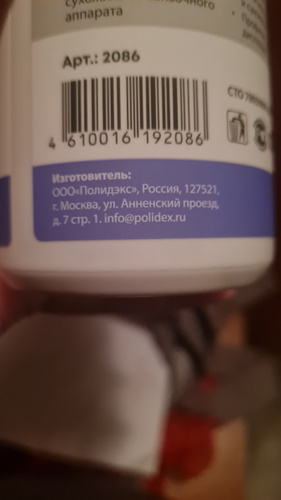 аппарата
Арт.: 2086
4 610016 192086
Изготовитель:
ООО«Полидэкс», Россия, 127521,
г. Москва, ул. Анненский проезд,
д. 7 стр. 1. info@polidex.ru
СТО